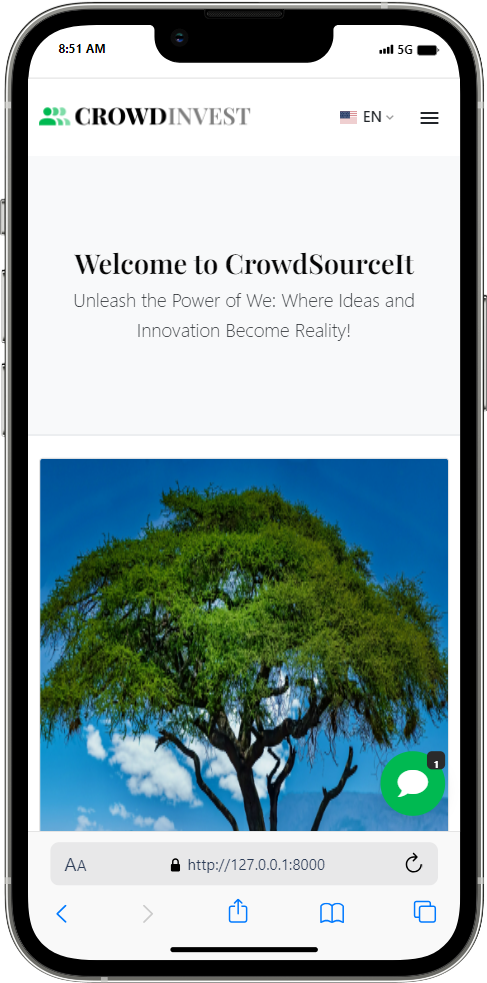 8:51 AM
5G
CROWDINVEST
EN
Welcome to CrowdSourceIt
Unleash the Power of We: Where Ideas and
Innovation Become Reality!
1
AA
http://127.0.0.1:8000